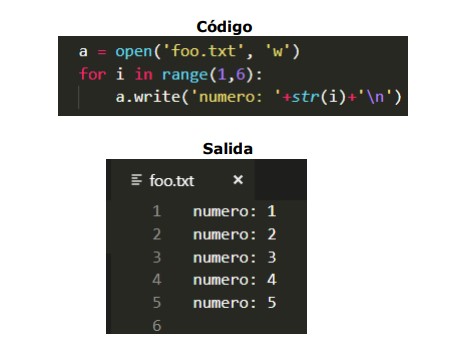 Código
a = open('foo.txt', 'w')
for i in range(1,6):
    a.write('numero: '+str(i)+'\n')
Salida
foo.txt ×
1 numero: 1
2 numero: 2
3 numero: 3
4 numero: 4
5 numero: 5
6